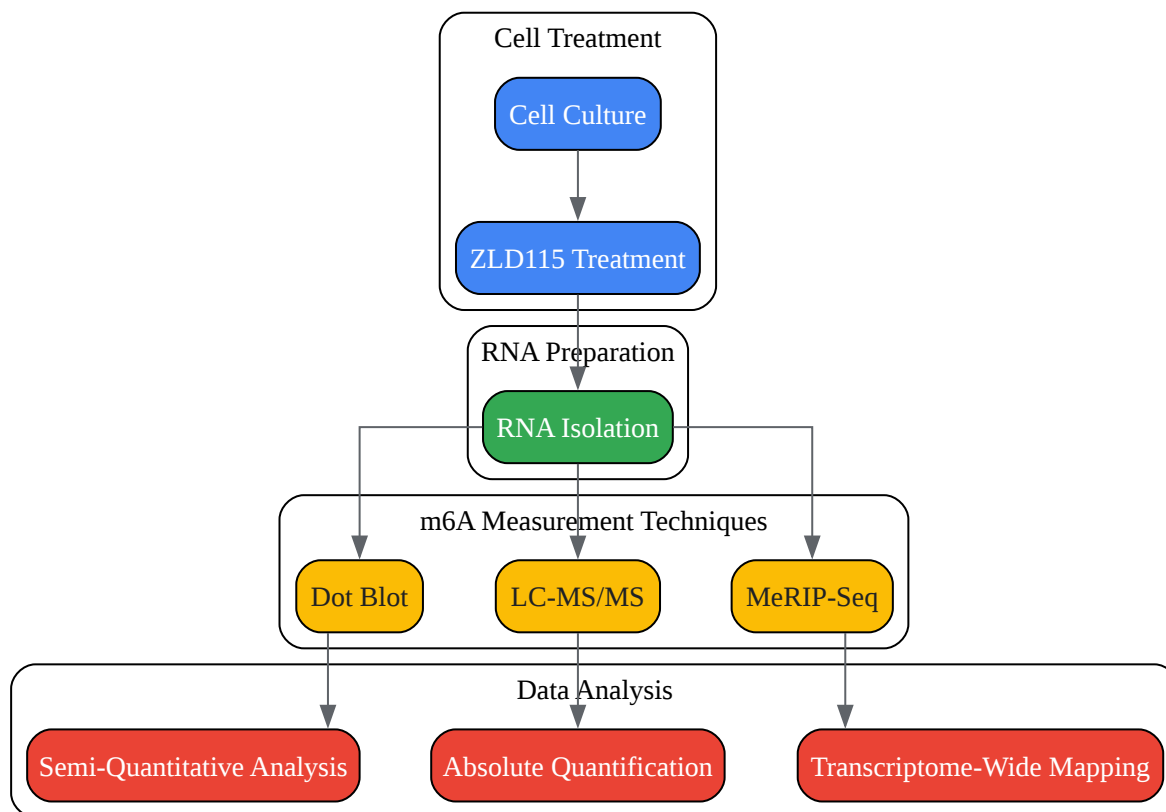 Cell Treatment
Cell Culture
ZLD115 Treatment
RNA Preparation
RNA Isolation
m6A Measurement Techniques
Dot Blot
LC-MS/MS
MeRIP-Seq
Data Analysis
Semi-Quantitative Analysis
Absolute Quantification
Transcriptome-Wide Mapping